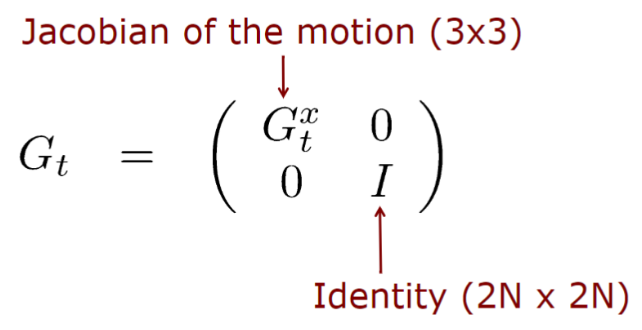 Jacobian of the motion (3x3)
G_t = ( G_t^x 0
0 I )
Identity (2N x 2N)